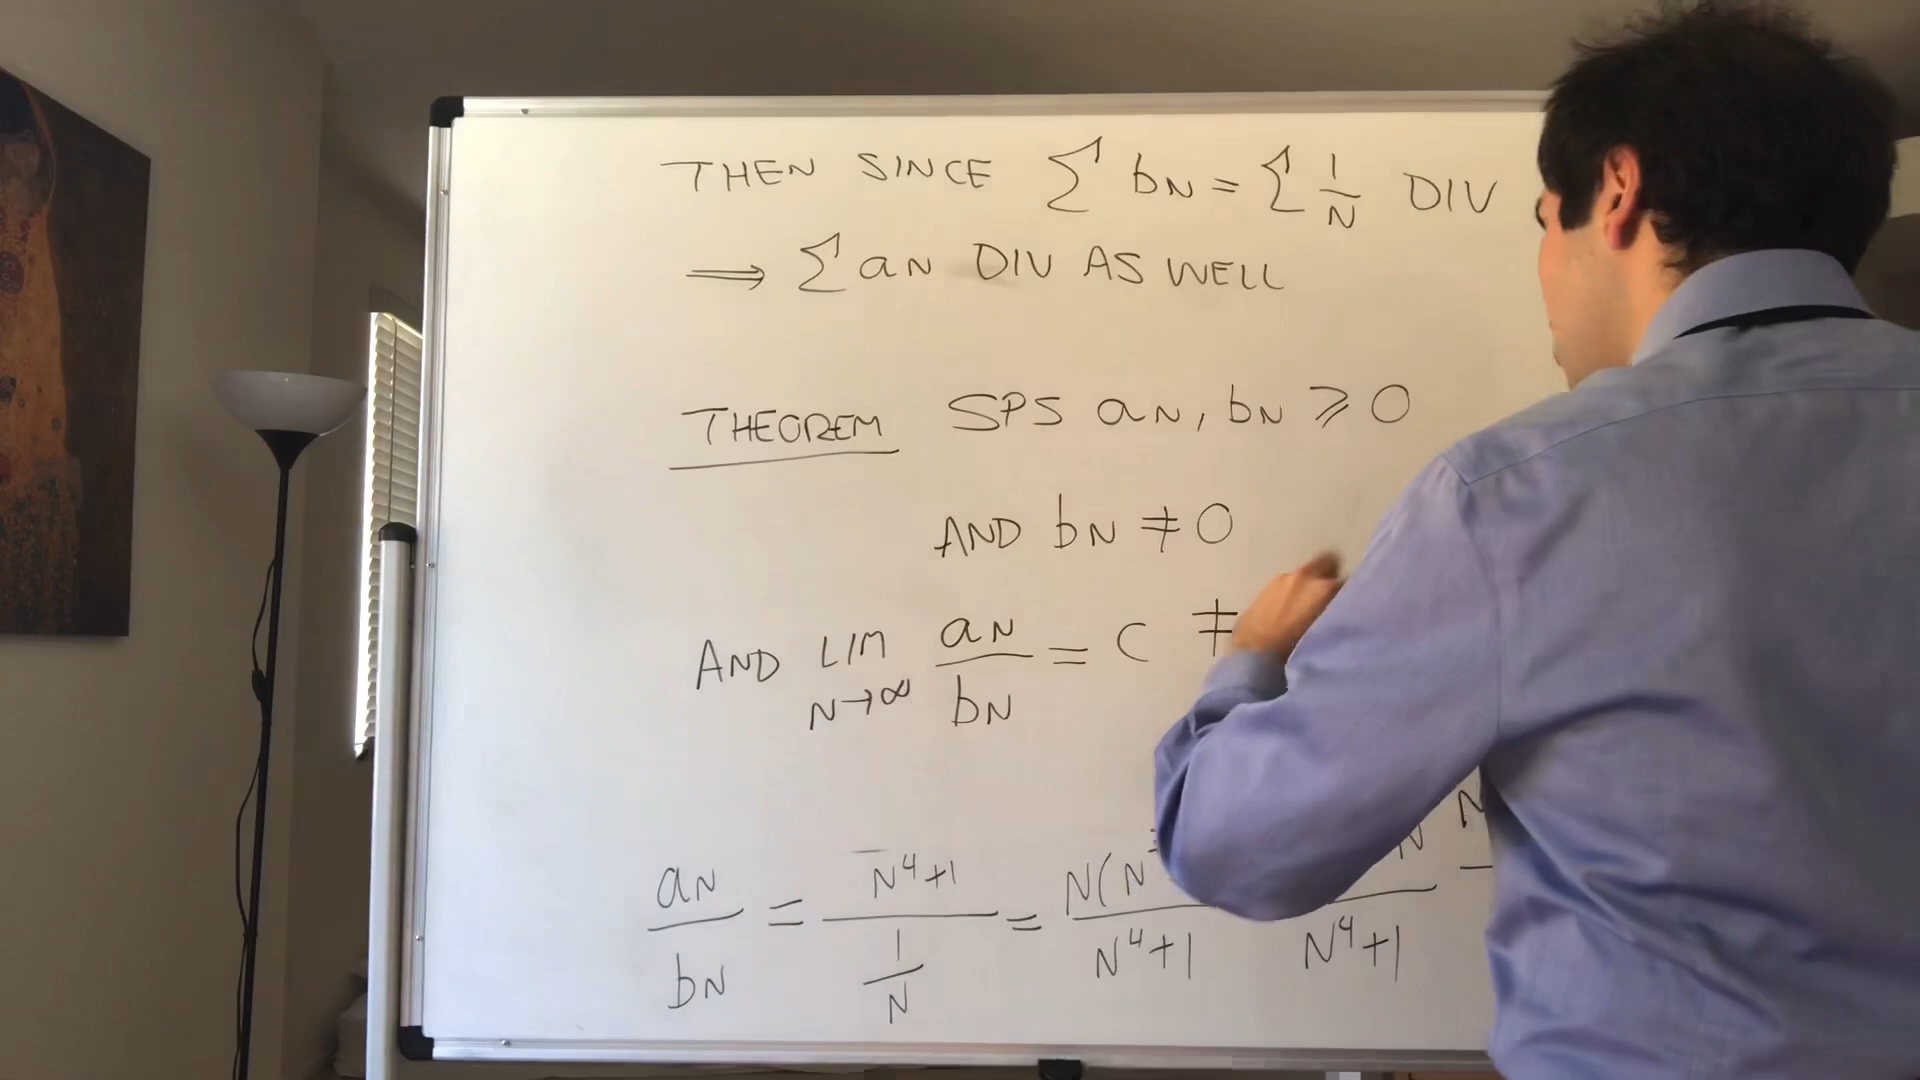 THEN SINCE ∑ bN = ∑ 1/N DIV
⟹ ∑ aN DIV AS WELL
THEOREM SPS aN, bN ⩾ 0
AND bN ≠ 0
AND LIM N→∞ aN/bN = C ≠
aN/bN = N⁴+1 / 1/N = N(N / N⁴+1 N / N⁴+1 N